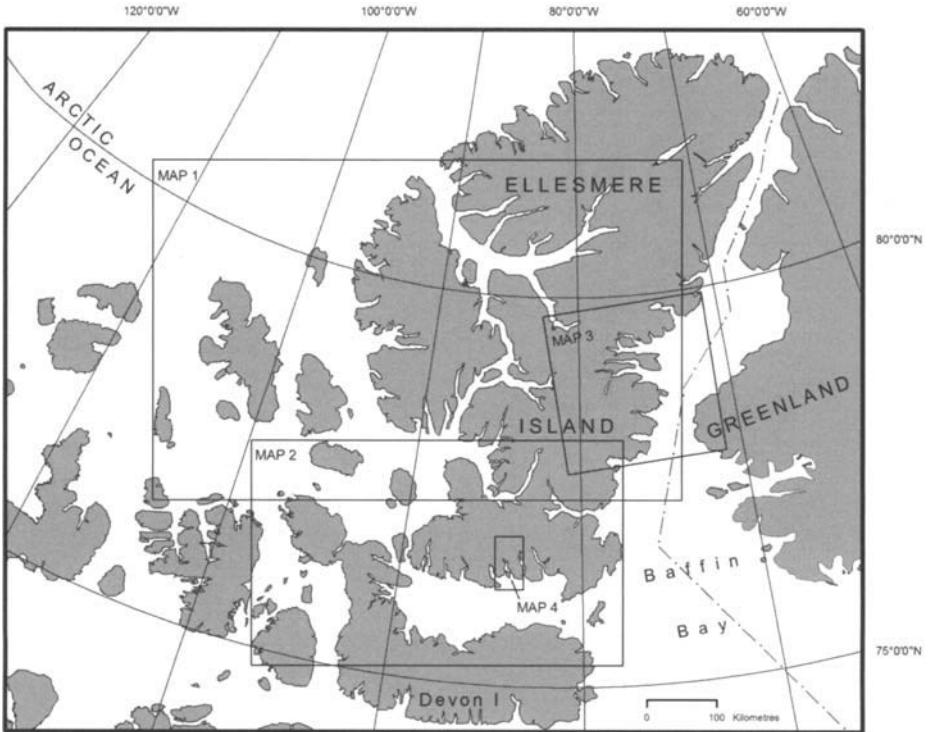 120°0'0"W 100°0'0"W 80°0'0"W 60°0'0"W
ARCTIC
OCEAN
MAP 1
ELLESMERE
80°0'0"N
MAP 3
GREENLAND
ISLAND
MAP 2
Baffin
MAP 4
Bay
75°0'0"N
Devon I
0 100 Kilometres